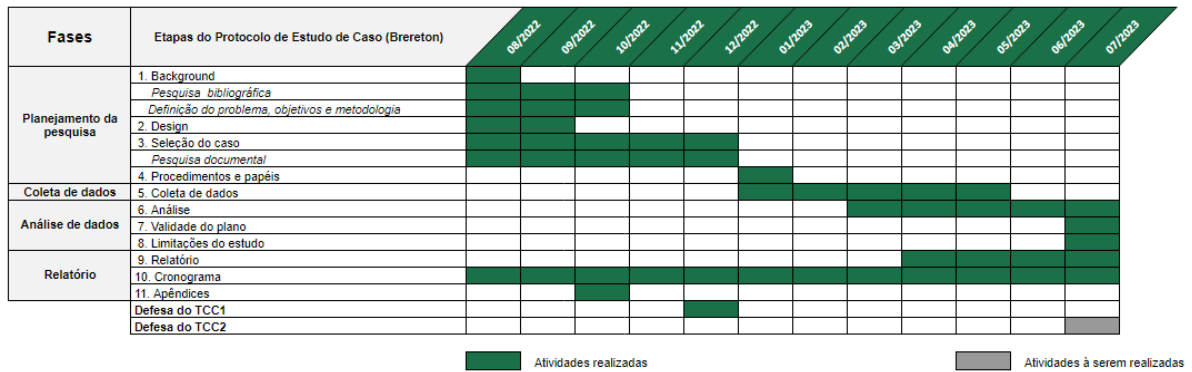 Fases
Etapas do Protocolo de Estudo de Caso (Brereton)
08/2022
09/2022
10/2022
11/2022
12/2022
01/2023
02/2023
03/2023
04/2023
05/2023
06/2023
07/2023
Planejamento da
pesquisa
1. Background
Pesquisa bibliográfica
Definição do problema, objetivos e metodologia
2. Design
3. Seleção do caso
Pesquisa documental
4. Procedimentos e papéis
Coleta de dados
5. Coleta de dados
Análise de dados
6. Análise
7. Validade do plano
8. Limitações do estudo
Relatório
9. Relatório
10. Cronograma
11. Apêndices
Defesa do TCC1
Defesa do TCC2
Atividades realizadas
Atividades à serem realizadas